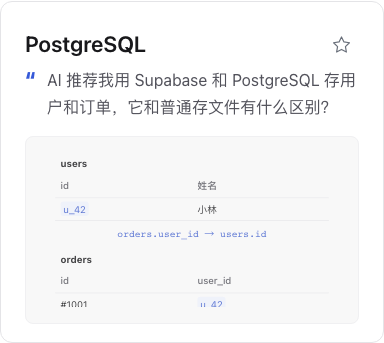 PostgreSQL
“ AI 推荐我用 Supabase 和 PostgreSQL 存用
户和订单，它和普通存文件有什么区别?
users
id 姓名
u_42 小林
orders.user_id → users.id
orders
id user_id
#1001 u_42